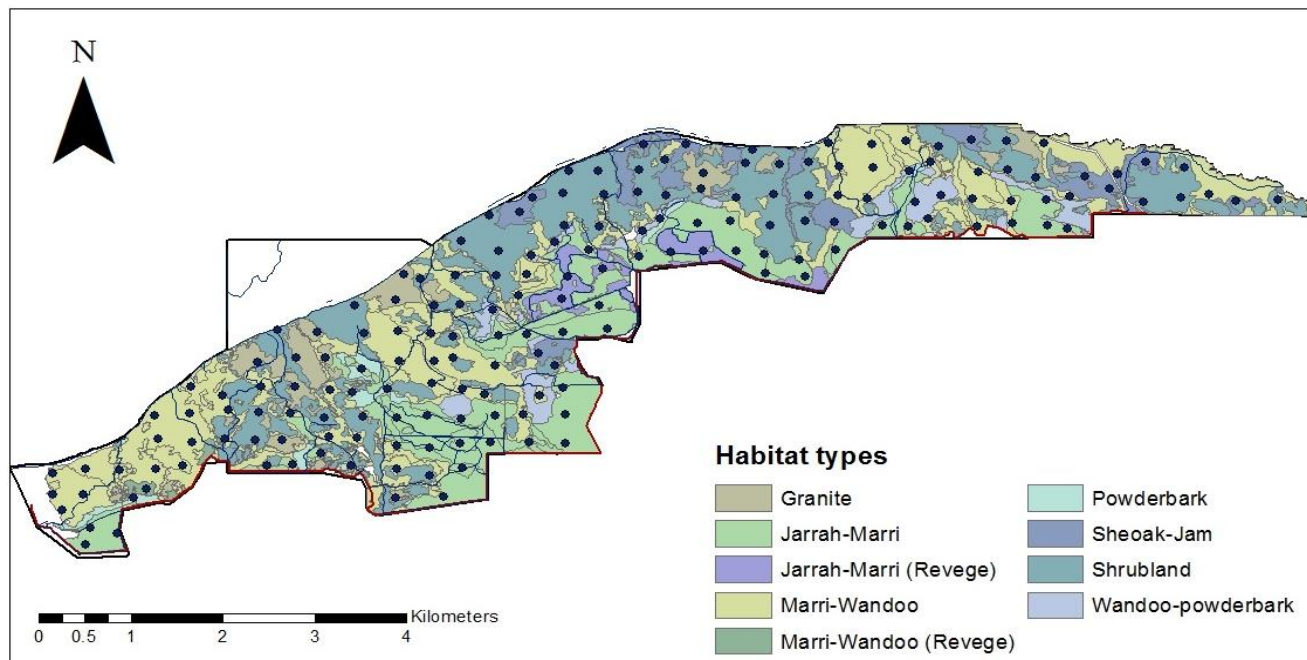 N
Habitat types
Granite
Jarrah-Marri
Jarrah-Marri (Revege)
Marri-Wandoo
Marri-Wandoo (Revege)
Powderbark
Sheoak-Jam
Shrubland
Wandoo-powderbark
Kilometers
0 0.5 1 2 3 4